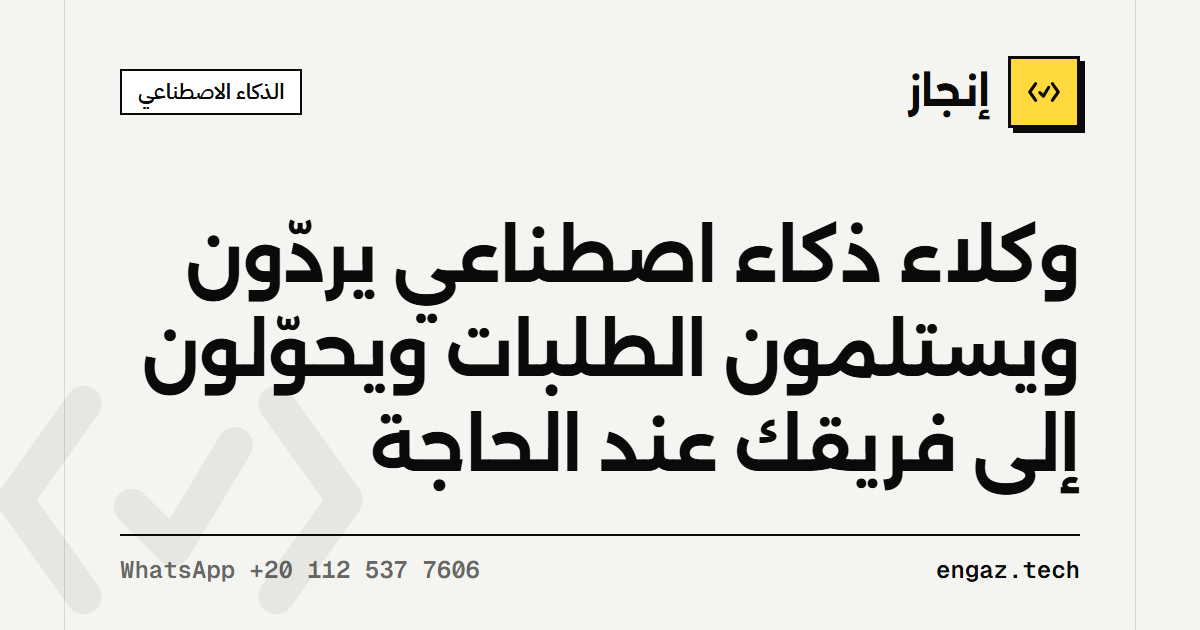 إنجاز
الذكاء الاصطناعي
وكلاء ذكاء اصطناعي يردّون
ويستلمون الطلبات ويحوّلون
إلى فريقك عند الحاجة
engaz.tech
WhatsApp +20 112 537 7606